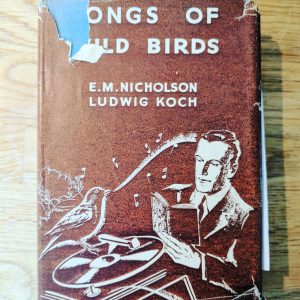 ONGS OF
ILD BIRDS
E.M. NICHOLSON
LUDWIG KOCH